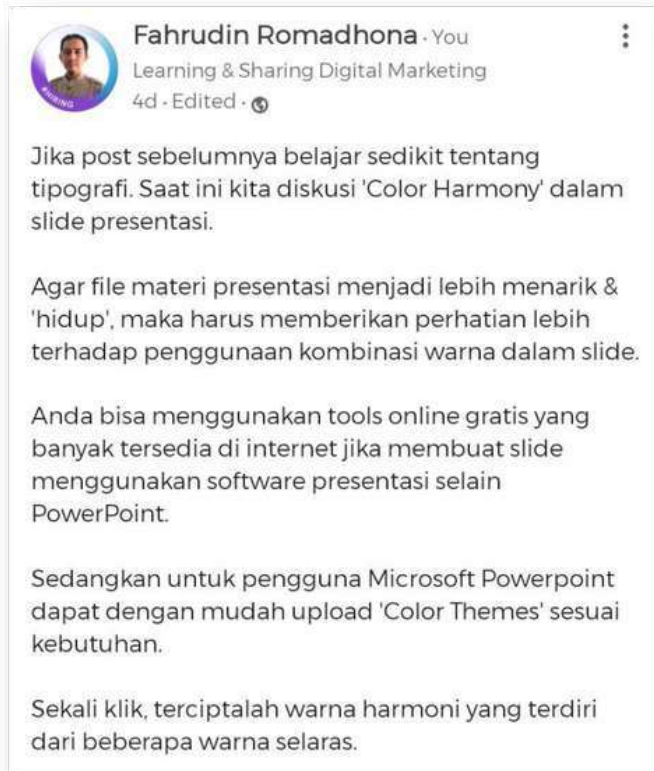 Fahrudin Romadhona · You
Learning & Sharing Digital Marketing
4d · Edited ·
#HIRING
Jika post sebelumnya belajar sedikit tentang
tipografi. Saat ini kita diskusi 'Color Harmony' dalam
slide presentasi.
Agar file materi presentasi menjadi lebih menarik &
'hidup', maka harus memberikan perhatian lebih
terhadap penggunaan kombinasi warna dalam slide.
Anda bisa menggunakan tools online gratis yang
banyak tersedia di internet jika membuat slide
menggunakan software presentasi selain
PowerPoint.
Sedangkan untuk pengguna Microsoft Powerpoint
dapat dengan mudah upload 'Color Themes' sesuai
kebutuhan.
Sekali klik, terciptalah warna harmoni yang terdiri
dari beberapa warna selaras.